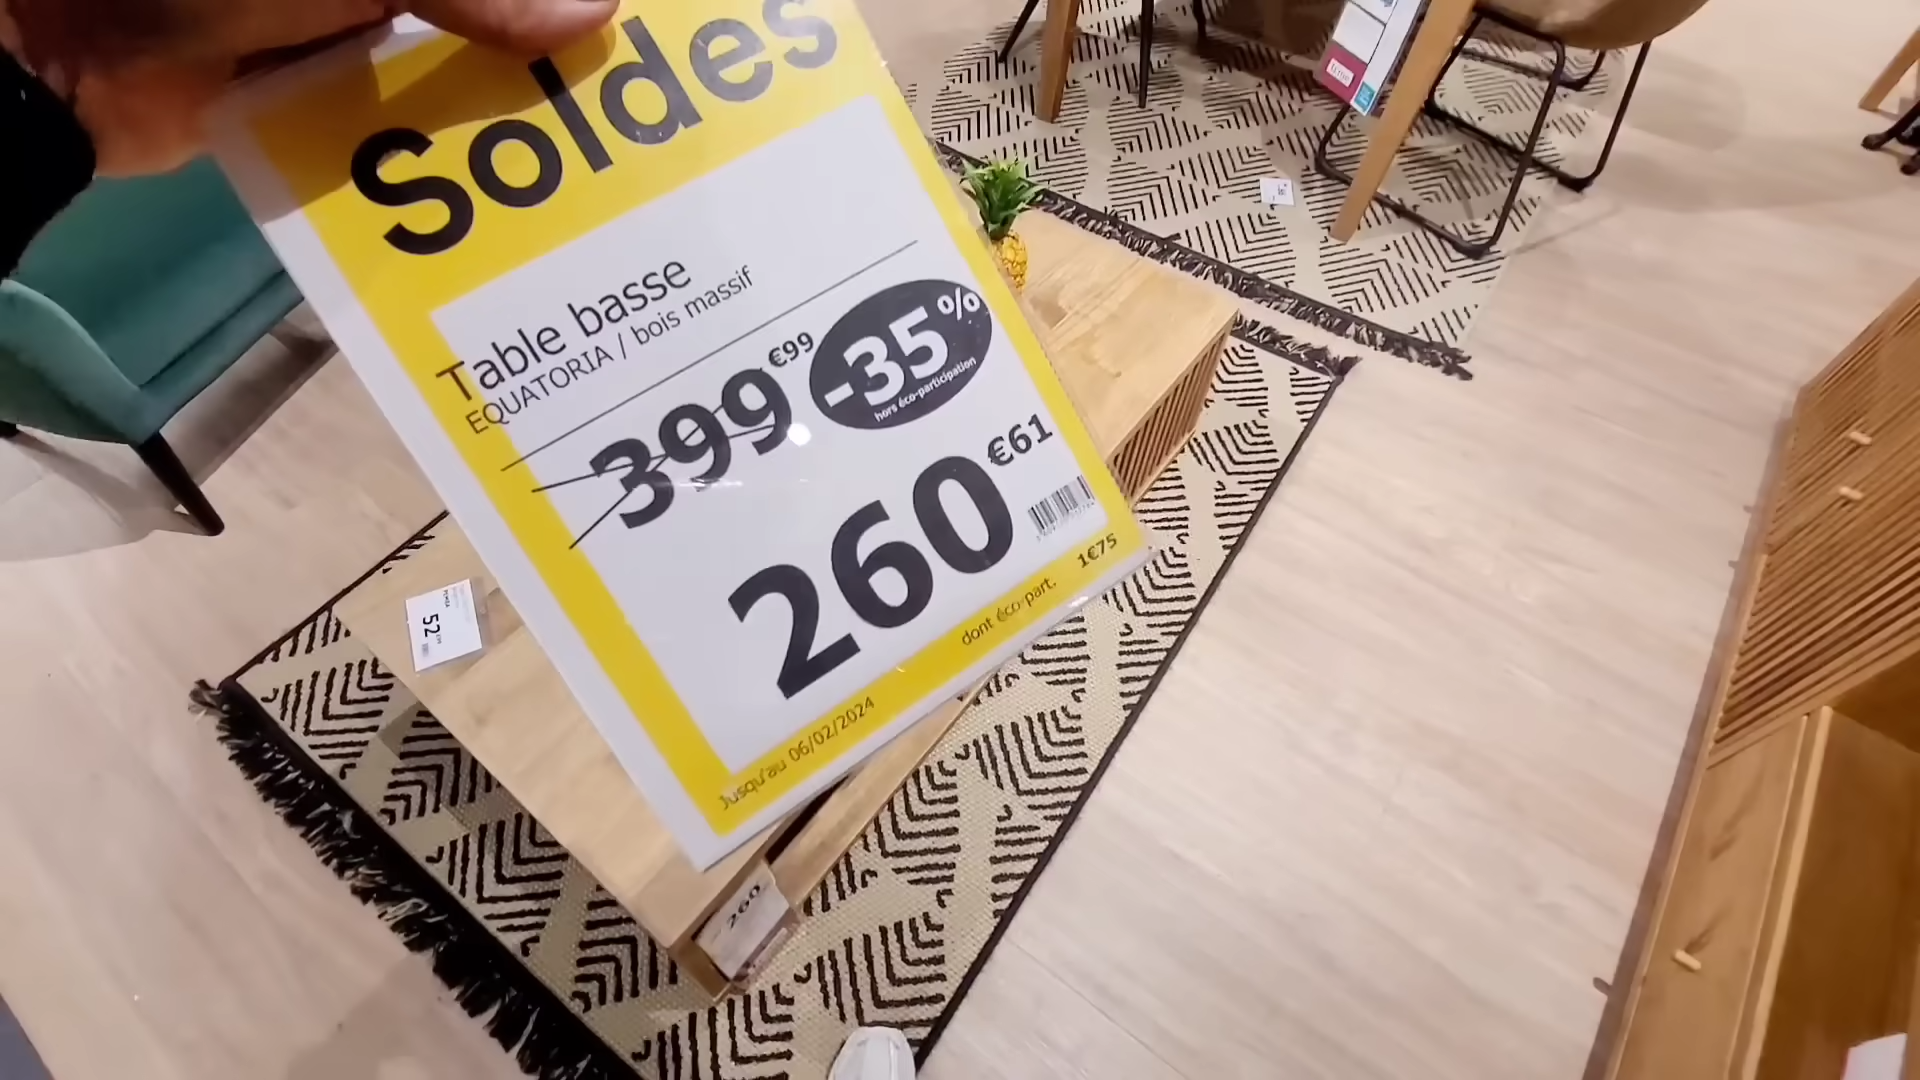 Soldes
Table basse
EQUATORIA / bois massif
399€99
-35%
hors éco-participation
260€61
dont éco-part. 1€75
Jusqu'au 06/02/2024
52
260